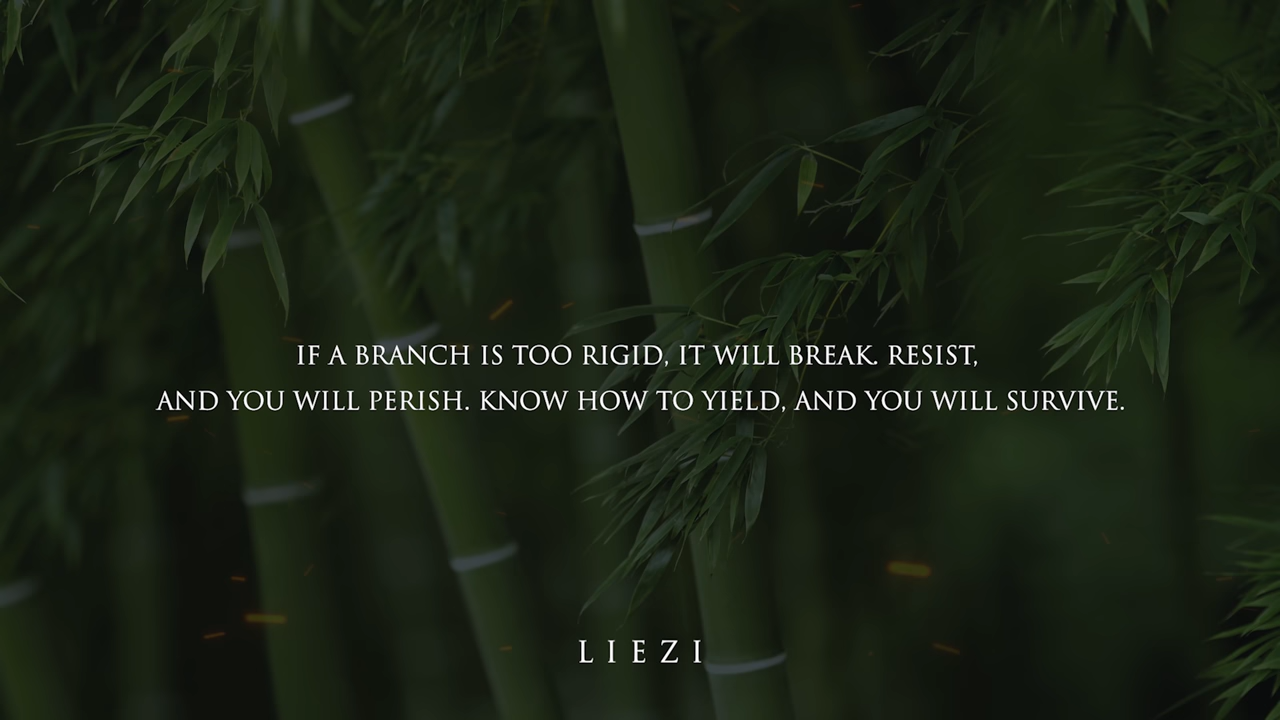 IF A BRANCH IS TOO RIGID, IT WILL BREAK. RESIST,
AND YOU WILL PERISH. KNOW HOW TO YIELD, AND YOU WILL SURVIVE.
LIEZI